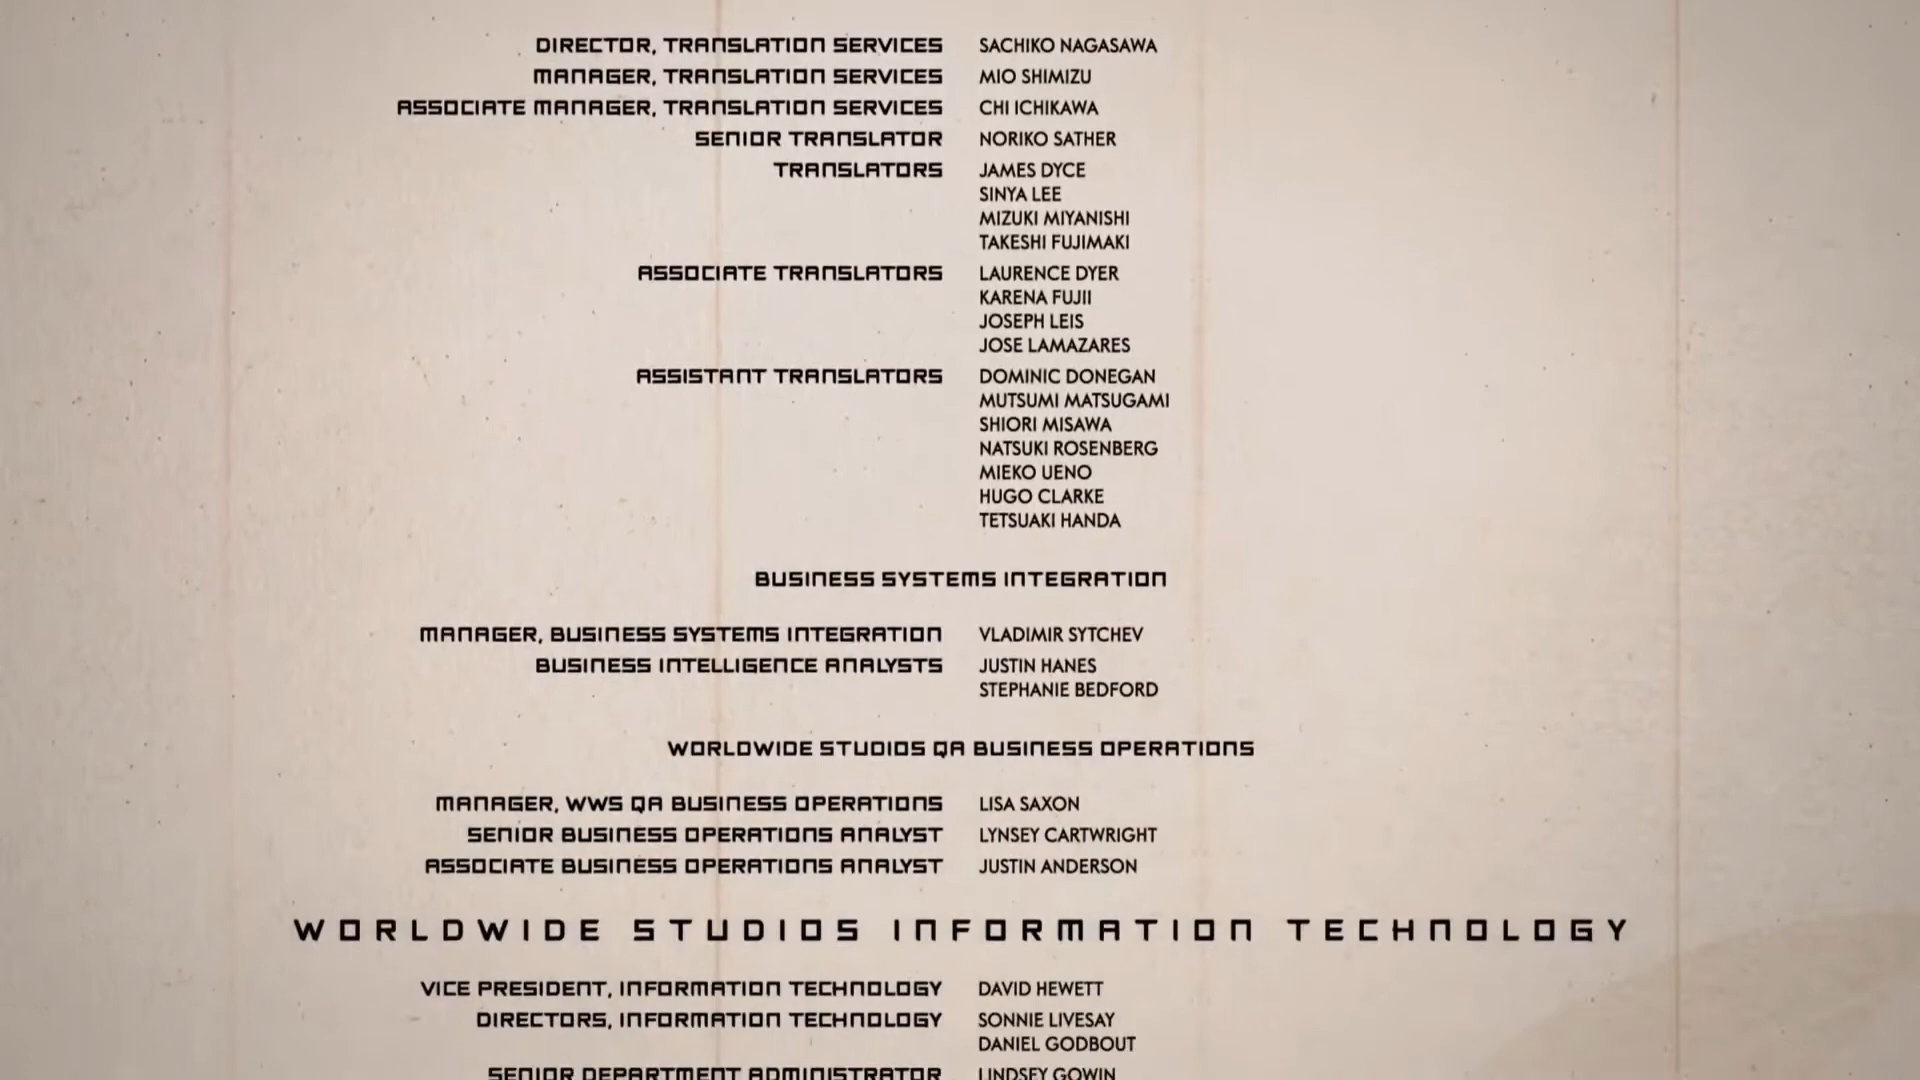 DIRECTOR, TRANSLATION SERVICES SACHIKO NAGASAWA
MANAGER, TRANSLATION SERVICES MIO SHIMIZU
ASSOCIATE MANAGER, TRANSLATION SERVICES CHI ICHIKAWA
SENIOR TRANSLATOR NORIKO SATHER
TRANSLATORS JAMES DYCE
SINYA LEE
MIZUKI MIYANISHI
TAKESHI FUJIMAKI
ASSOCIATE TRANSLATORS LAURENCE DYER
KARENA FUJII
JOSEPH LEIS
JOSE LAMAZARES
ASSISTANT TRANSLATORS DOMINIC DONEGAN
MUTSUMI MATSUGAMI
SHIORI MISAWA
NATSUKI ROSENBERG
MIEKO UENO
HUGO CLARKE
TETSUAKI HANDA
BUSINESS SYSTEMS INTEGRATION
MANAGER, BUSINESS SYSTEMS INTEGRATION VLADIMIR SYTCHEV
BUSINESS INTELLIGENCE ANALYSTS JUSTIN HANES
STEPHANIE BEDFORD
WORLDWIDE STUDIOS QA BUSINESS OPERATIONS
MANAGER, WWS QA BUSINESS OPERATIONS LISA SAXON
SENIOR BUSINESS OPERATIONS ANALYST LYNSEY CARTWRIGHT
ASSOCIATE BUSINESS OPERATIONS ANALYST JUSTIN ANDERSON
WORLDWIDE STUDIOS INFORMATION TECHNOLOGY
VICE PRESIDENT, INFORMATION TECHNOLOGY DAVID HEWETT
DIRECTORS, INFORMATION TECHNOLOGY SONNIE LIVESAY
DANIEL GODBOUT
SENIOR DEPARTMENT ADMINISTRATOR LINDSEY GOWIN